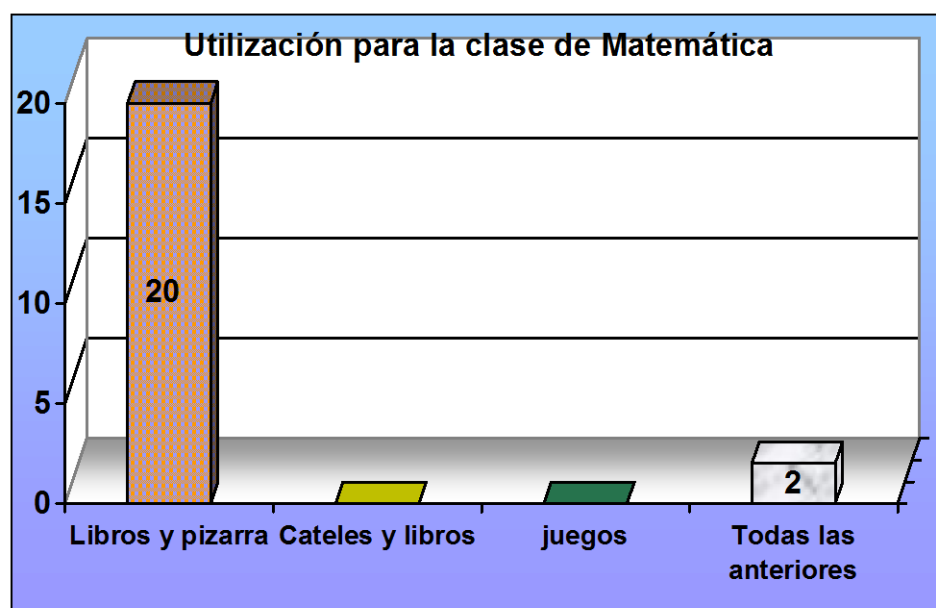 Utilización para la clase de Matemática
20
15
10
5
0
20
2
Libros y pizarra
Cateles y libros
juegos
Todas las
anteriores